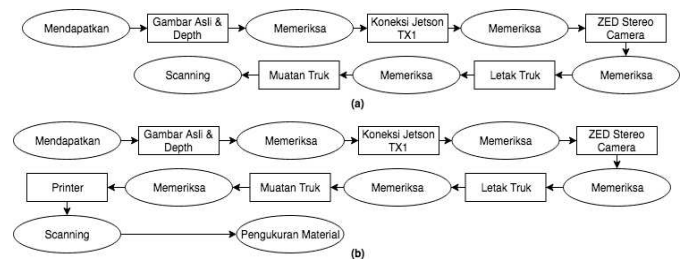 Mendapatkan
Gambar Asli &
Depth
Memeriksa
Koneksi Jetson
TX1
Memeriksa
ZED Stereo
Camera
Scanning
Muatan Truk
Memeriksa
Letak Truk
Memeriksa
(a)
Mendapatkan
Gambar Asli &
Depth
Memeriksa
Koneksi Jetson
TX1
Memeriksa
ZED Stereo
Camera
Printer
Memeriksa
Muatan Truk
Memeriksa
Letak Truk
Memeriksa
Scanning
Pengukuran Material
(b)